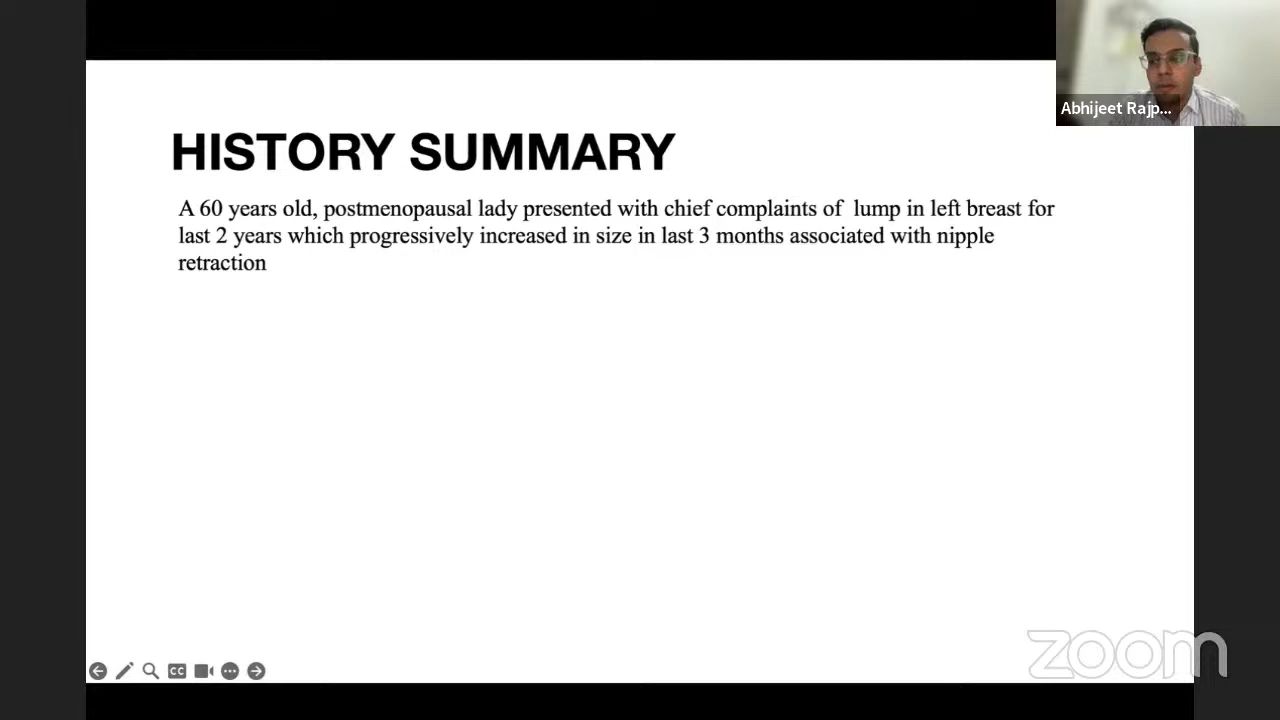 Abhijeet Rajp...
HISTORY SUMMARY
A 60 years old, postmenopausal lady presented with chief complaints of lump in left breast for
last 2 years which progressively increased in size in last 3 months associated with nipple
retraction
CC
zoom